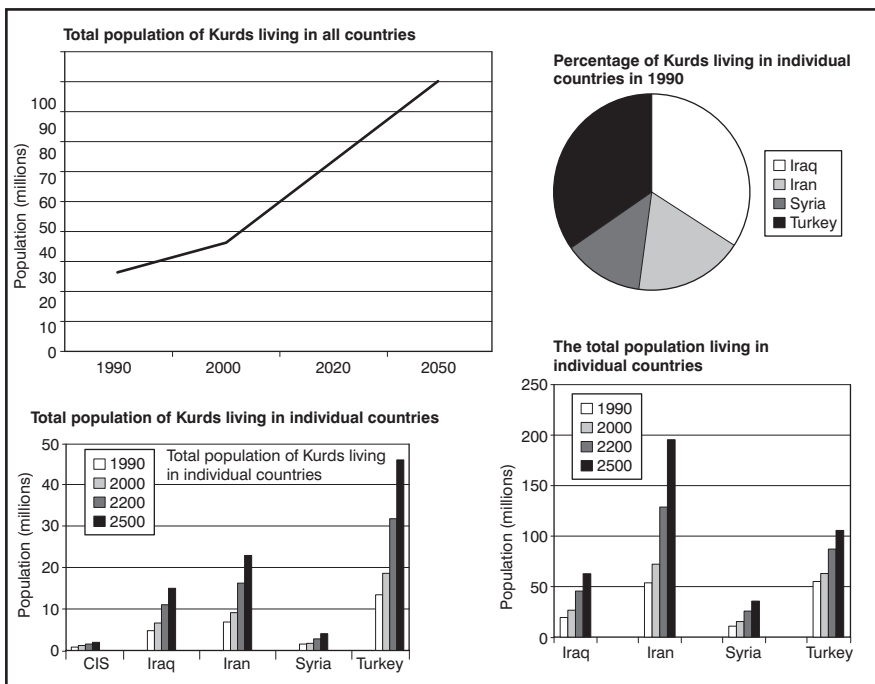 Total population of Kurds living in all countries
Population (millions)
100
90
80
70
60
50
40
30
20
10
0
1990 2000 2020 2050
Percentage of Kurds living in individual
countries in 1990
Iraq
Iran
Syria
Turkey
Total population of Kurds living in individual countries
Population (millions)
50
40
30
20
10
0
1990
2000
2200
2500
Total population of Kurds living
in individual countries
CIS Iraq Iran Syria Turkey
The total population living in
individual countries
Population (millions)
250
200
150
100
50
0
1990
2000
2200
2500
Iraq Iran Syria Turkey